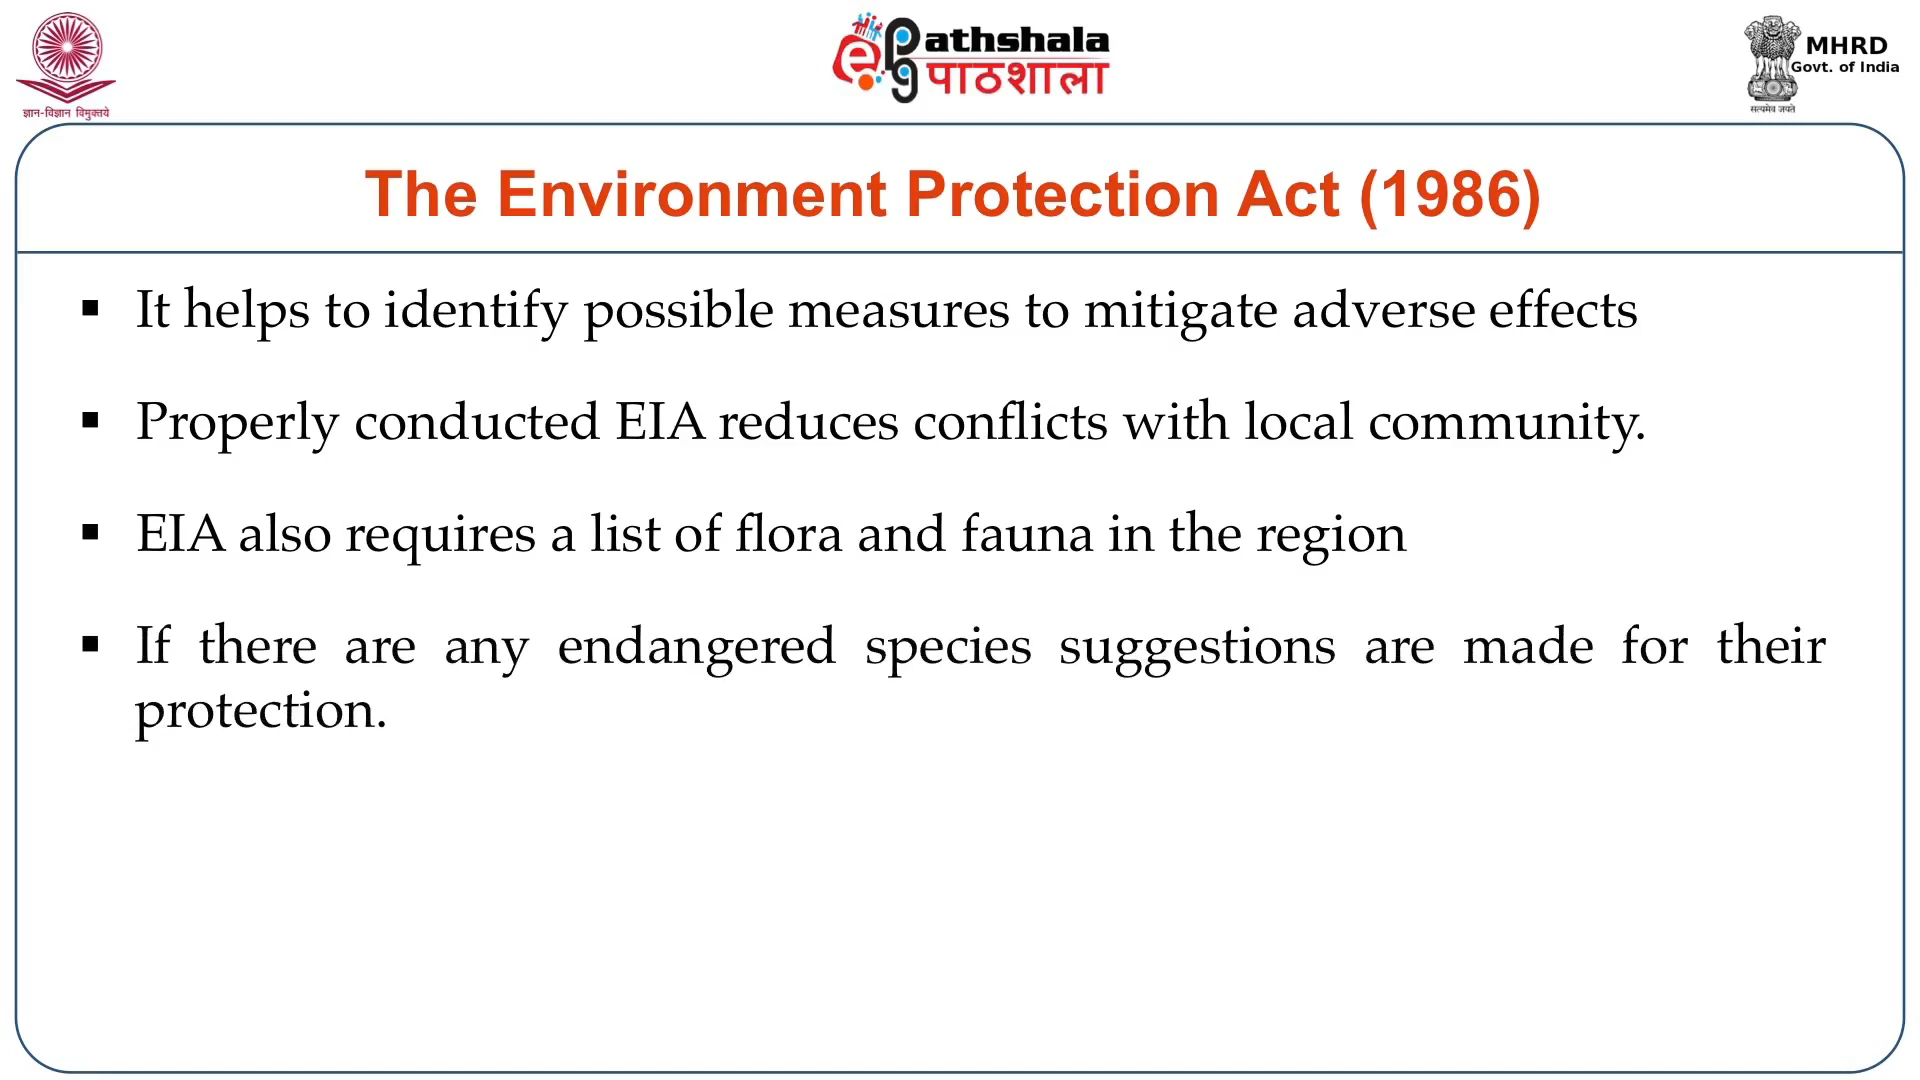 ज्ञान-विज्ञान विमुक्तये
e
pg
Pathshala
पाठशाला
MHRD
Govt. of India
सत्यमेव जयते
The Environment Protection Act (1986)
▪ It helps to identify possible measures to mitigate adverse effects
▪ Properly conducted EIA reduces conflicts with local community.
▪ EIA also requires a list of flora and fauna in the region
▪ If there are any endangered species suggestions are made for their
protection.